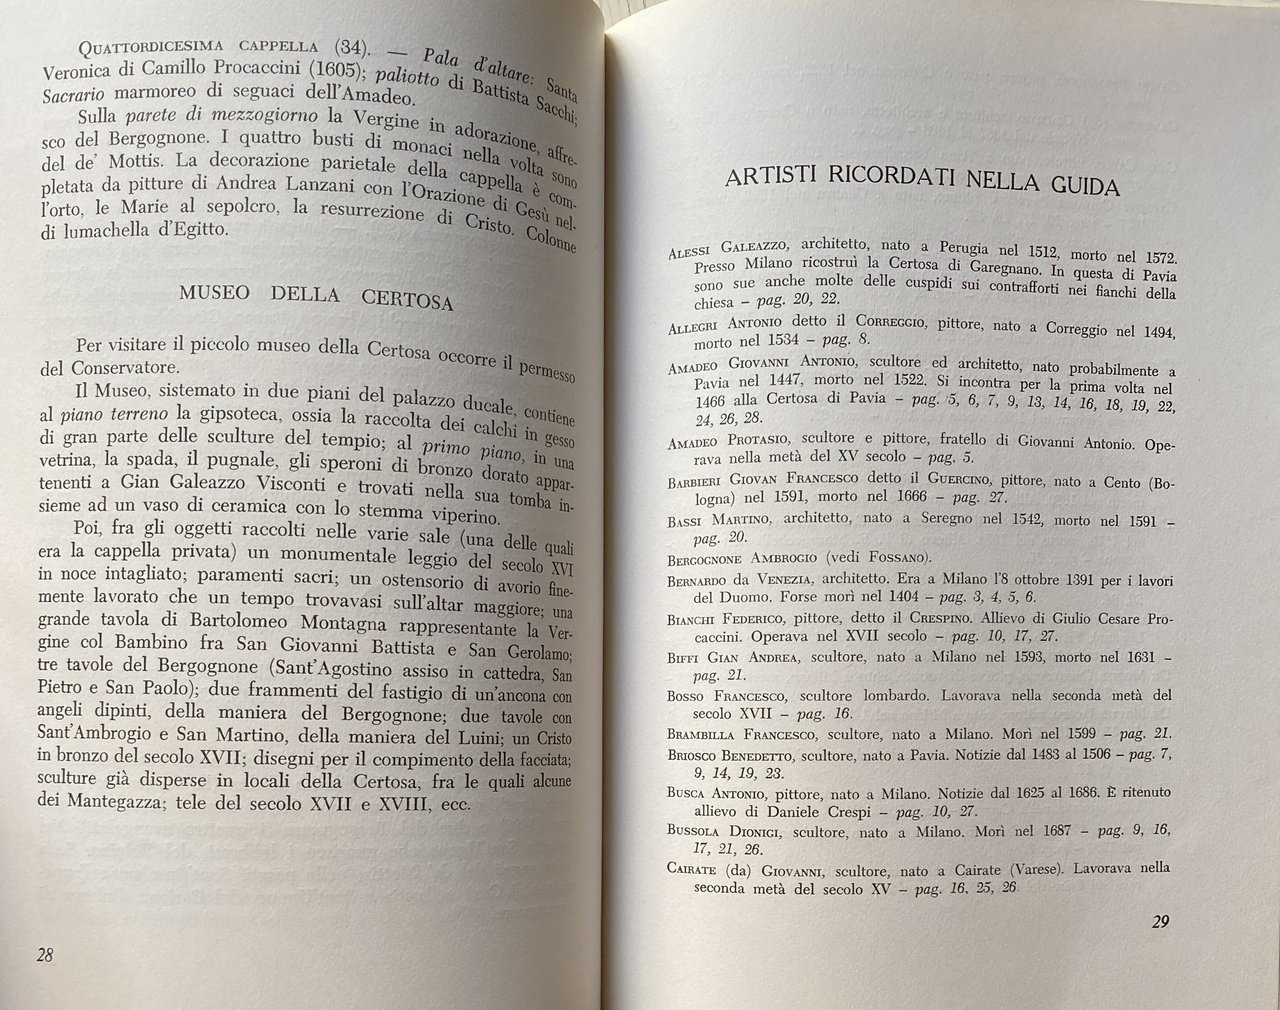 QUATTORDICESIMA CAPPELLA (34). — Pala d'altare: Santa
Veronica di Camillo Procaccini (1605); paliotto di Battista Sacchi;
Sacrario marmoreo di seguaci dell'Amadeo.
Sulla parete di mezzogiorno la Vergine in adorazione, affre-
sco del Bergognone. I quattro busti di monaci nella volta sono
del de' Mottis. La decorazione parietale della cappella è com-
pletata da pitture di Andrea Lanzani con l'Orazione di Gesù nel-
l'orto, le Marie al sepolcro, la resurrezione di Cristo. Colonne
di lumachella d'Egitto.
MUSEO DELLA CERTOSA
Per visitare il piccolo museo della Certosa occorre il permesso
del Conservatore.
Il Museo, sistemato in due piani del palazzo ducale, contiene
al piano terreno la gipsoteca, ossia la raccolta dei calchi in gesso
di gran parte delle sculture del tempio; al primo piano, in una
vetrina, la spada, il pugnale, gli speroni di bronzo dorato appar-
tenenti a Gian Galeazzo Visconti e trovati nella sua tomba in-
sieme ad un vaso di ceramica con lo stemma viperino.
Poi, fra gli oggetti raccolti nelle varie sale (una delle quali
era la cappella privata) un monumentale leggio del secolo XVI
in noce intagliato; paramenti sacri; un ostensorio di avorio fine-
mente lavorato che un tempo trovavasi sull'altar maggiore; una
grande tavola di Bartolomeo Montagna rappresentante la Ver-
gine col Bambino fra San Giovanni Battista e San Gerolamo;
tre tavole del Bergognone (Sant'Agostino assiso in cattedra, San
Pietro e San Paolo); due frammenti del fastigio di un'ancona con
angeli dipinti, della maniera del Bergognone; due tavole con
Sant'Ambrogio e San Martino, della maniera del Luini; un Cristo
in bronzo del secolo XVII; disegni per il compimento della facciata;
sculture già disperse in locali della Certosa, fra le quali alcune
dei Mantegazza; tele del secolo XVII e XVIII, ecc.
28
ARTISTI RICORDATI NELLA GUIDA
ALESSI GALEAZZO, architetto, nato a Perugia nel 1512, morto nel 1572.
Presso Milano ricostruì la Certosa di Garegnano. In questa di Pavia
sono sue anche molte delle cuspidi sui contrafforti nei fianchi della
chiesa – pag. 20, 22.
ALLEGRI ANTONIO detto il CORREGGIO, pittore, nato a Correggio nel 1494,
morto nel 1534 – pag. 8.
AMADEO GIOVANNI ANTONIO, scultore ed architetto, nato probabilmente a
Pavia nel 1447, morto nel 1522. Si incontra per la prima volta nel
1466 alla Certosa di Pavia – pag. 5, 6, 7, 9, 13, 14, 16, 18, 19, 22,
24, 26, 28.
AMADEO PROTASIO, scultore e pittore, fratello di Giovanni Antonio. Ope-
rava nella metà del XV secolo – pag. 5.
BARBIERI GIOVAN FRANCESCO detto il GUERCINO, pittore, nato a Cento (Bo-
logna) nel 1591, morto nel 1666 – pag. 27.
BASSI MARTINO, architetto, nato a Seregno nel 1542, morto nel 1591 –
pag. 20.
BERGOGNONE AMBROGIO (vedi FOSSANO).
BERNARDO da VENEZIA, architetto. Era a Milano l'8 ottobre 1391 per i lavori
del Duomo. Forse morì nel 1404 – pag. 3, 4, 5, 6.
BIANCHI FEDERICO, pittore, detto il CRESPINO. Allievo di Giulio Cesare Pro-
caccini. Operava nel XVII secolo – pag. 10, 17, 27.
BIFFI GIAN ANDREA, scultore, nato a Milano nel 1593, morto nel 1631 –
pag. 21.
BOSSO FRANCESCO, scultore lombardo. Lavorava nella seconda metà del
secolo XVII – pag. 16.
BRAMBILLA FRANCESCO, scultore, nato a Milano. Morì nel 1599 – pag. 21.
BRIOSCO BENEDETTO, scultore, nato a Pavia. Notizie dal 1483 al 1506 – pag. 7,
9, 14, 19, 23.
BUSCA ANTONIO, pittore, nato a Milano. Notizie dal 1625 al 1686. È ritenuto
allievo di Daniele Crespi – pag. 10, 27.
BUSSOLA DIONIGI, scultore, nato a Milano. Morì nel 1687 – pag. 9, 16,
17, 21, 26.
CAIRATE (da) GIOVANNI, scultore, nato a Cairate (Varese). Lavorava nella
seconda metà del secolo XV – pag. 16, 25, 26
29